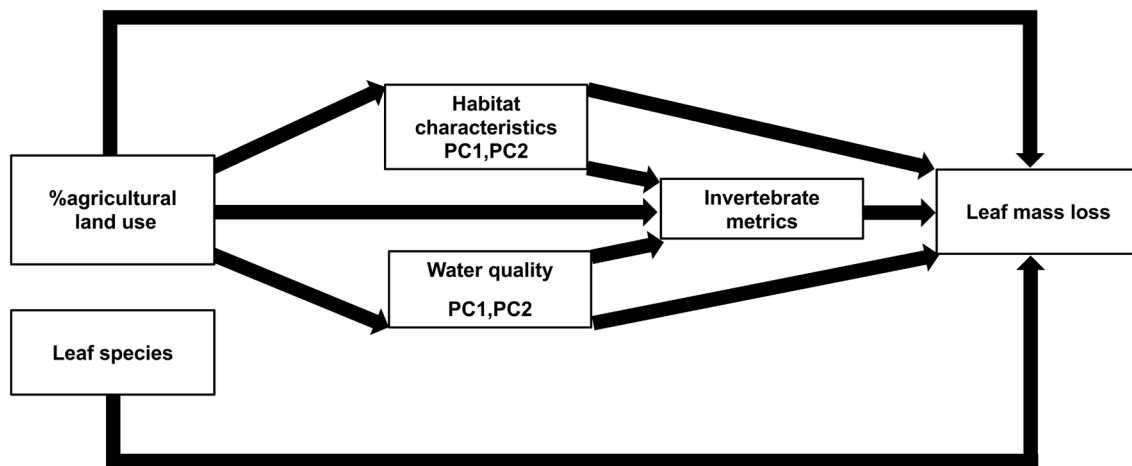 Habitat
characteristics
PC1,PC2
%agricultural
land use
Invertebrate
metrics
Leaf mass loss
Water quality
PC1,PC2
Leaf species